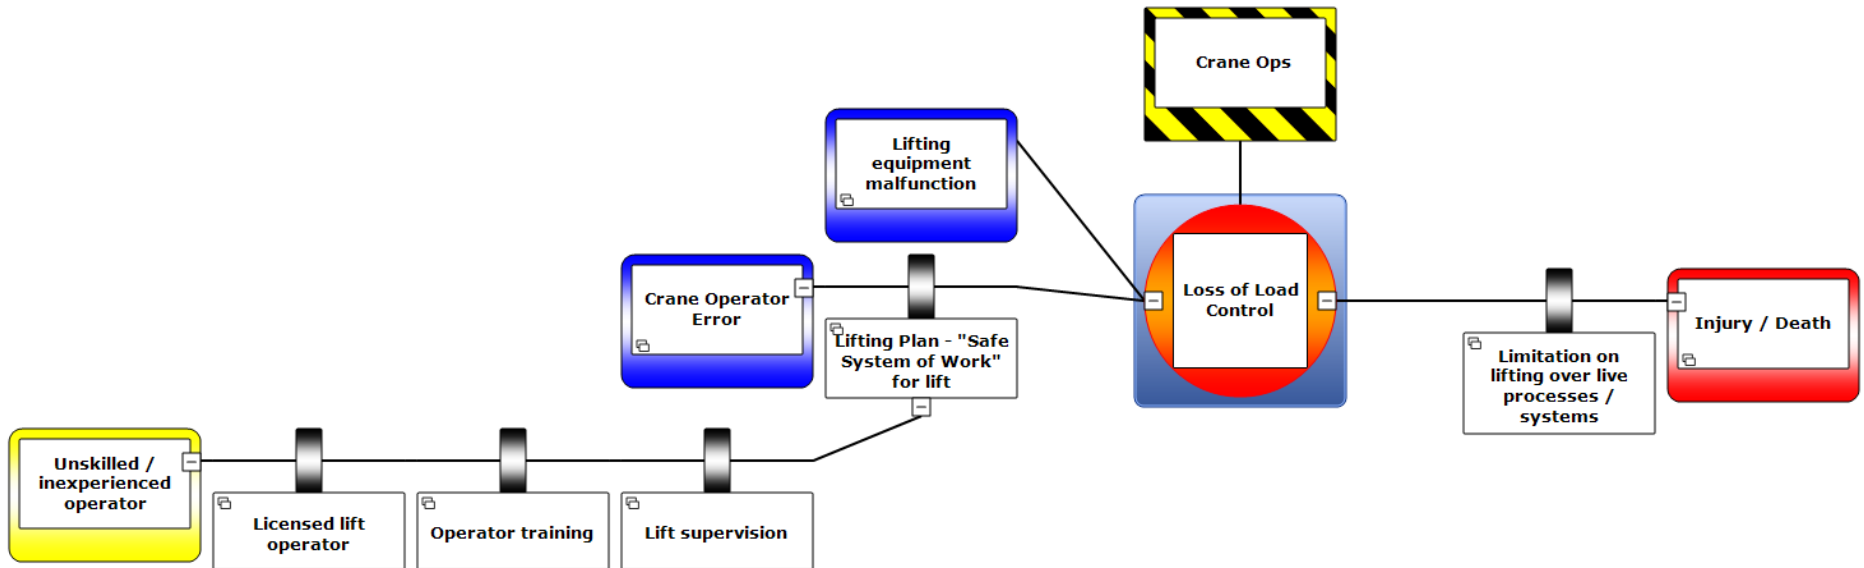 Crane Ops
Lifting
equipment
malfunction
Crane Operator
Error
Lifting Plan - "Safe
System of Work"
for lift
Loss of Load
Control
Injury / Death
Limitation on
lifting over live
processes /
systems
Unskilled /
inexperienced
operator
Licensed lift
operator
Operator training
Lift supervision